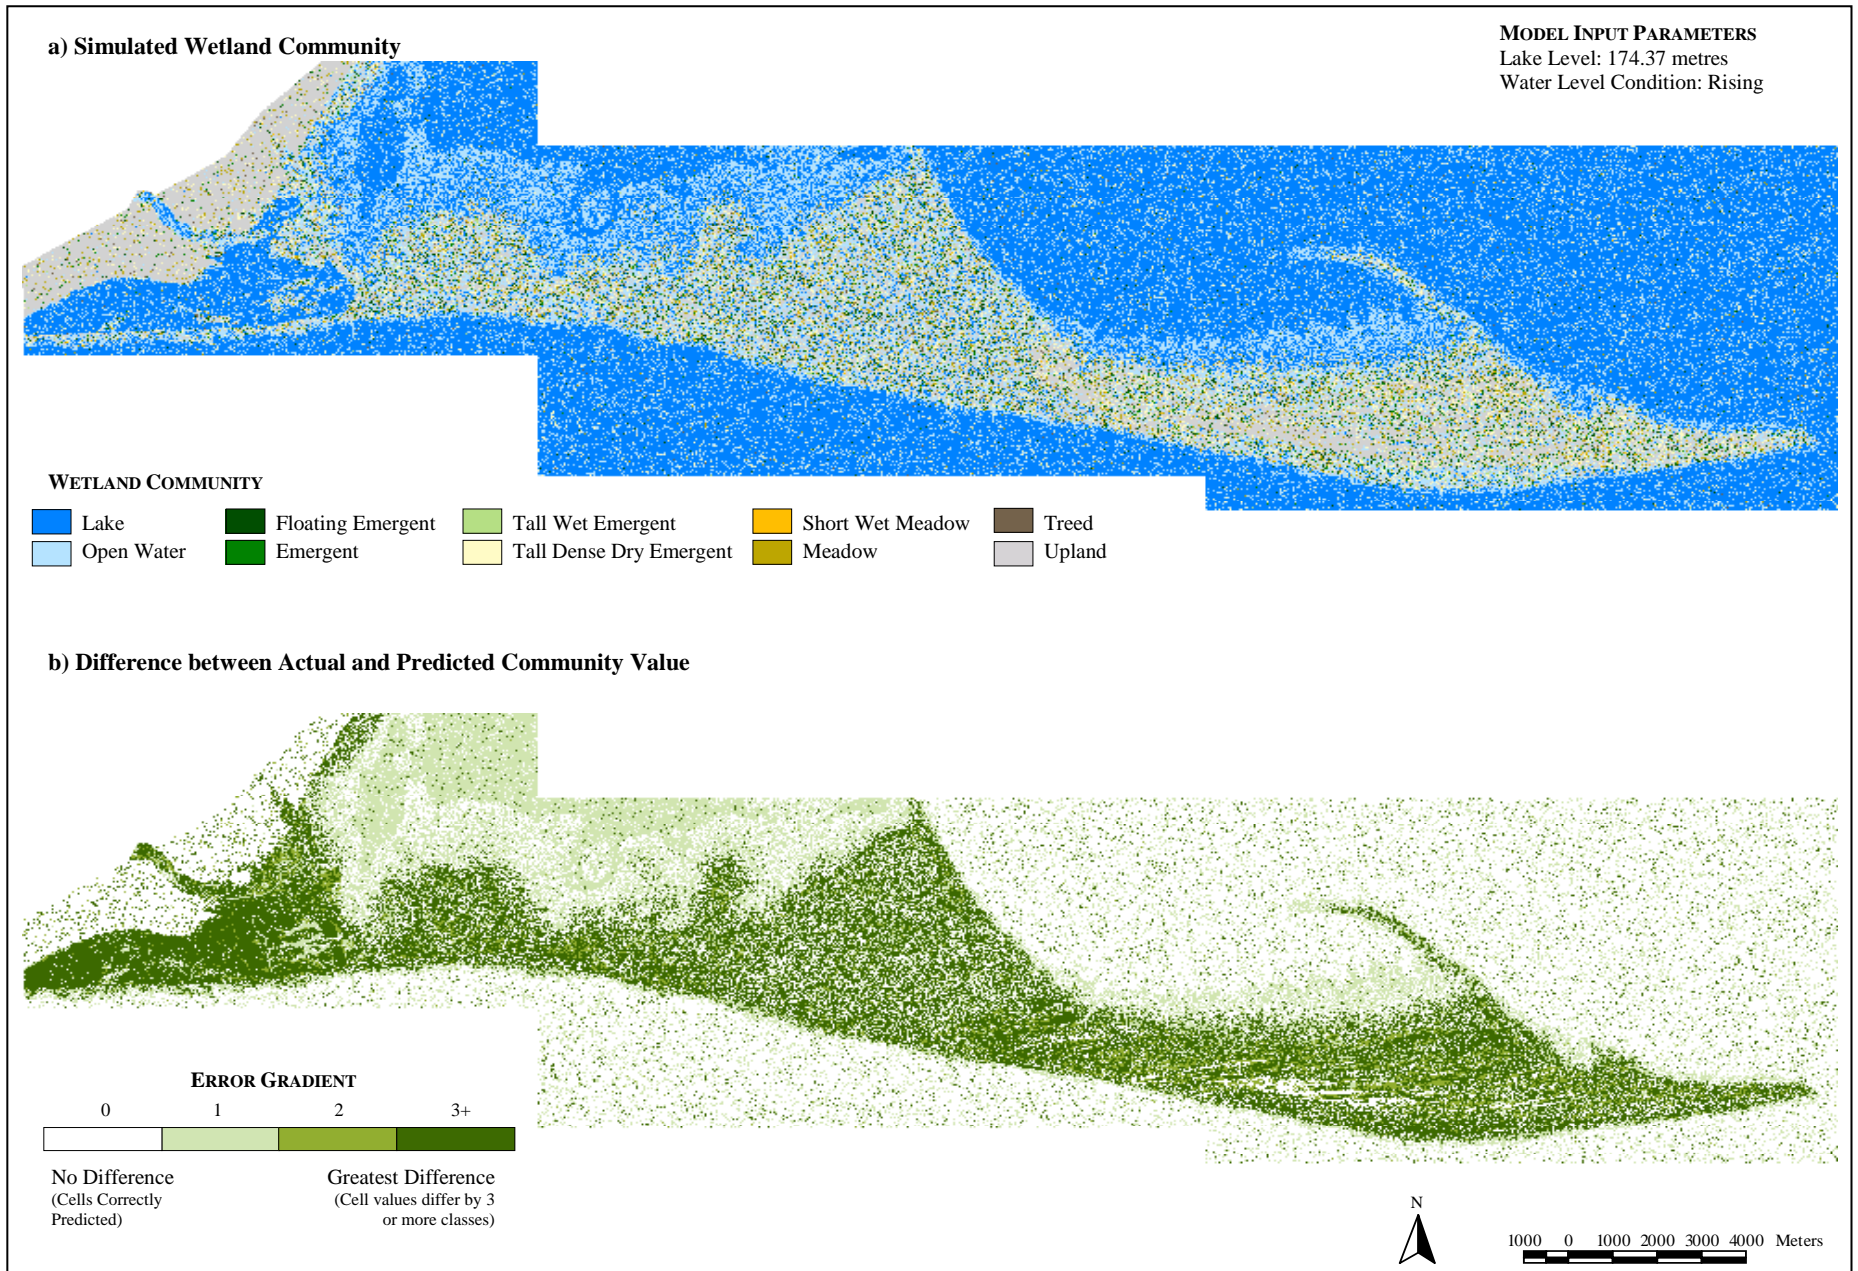 a) Simulated Wetland Community
MODEL INPUT PARAMETERS
Lake Level: 174.37 metres
Water Level Condition: Rising
WETLAND COMMUNITY
Lake
Floating Emergent
Tall Wet Emergent
Short Wet Meadow
Treed
Open Water
Emergent
Tall Dense Dry Emergent
Meadow
Upland
b) Difference between Actual and Predicted Community Value
ERROR GRADIENT
0 1 2 3+
No Difference
(Cells Correctly
Predicted)
Greatest Difference
(Cell values differ by 3
or more classes)
N
1000 0 1000 2000 3000 4000 Meters